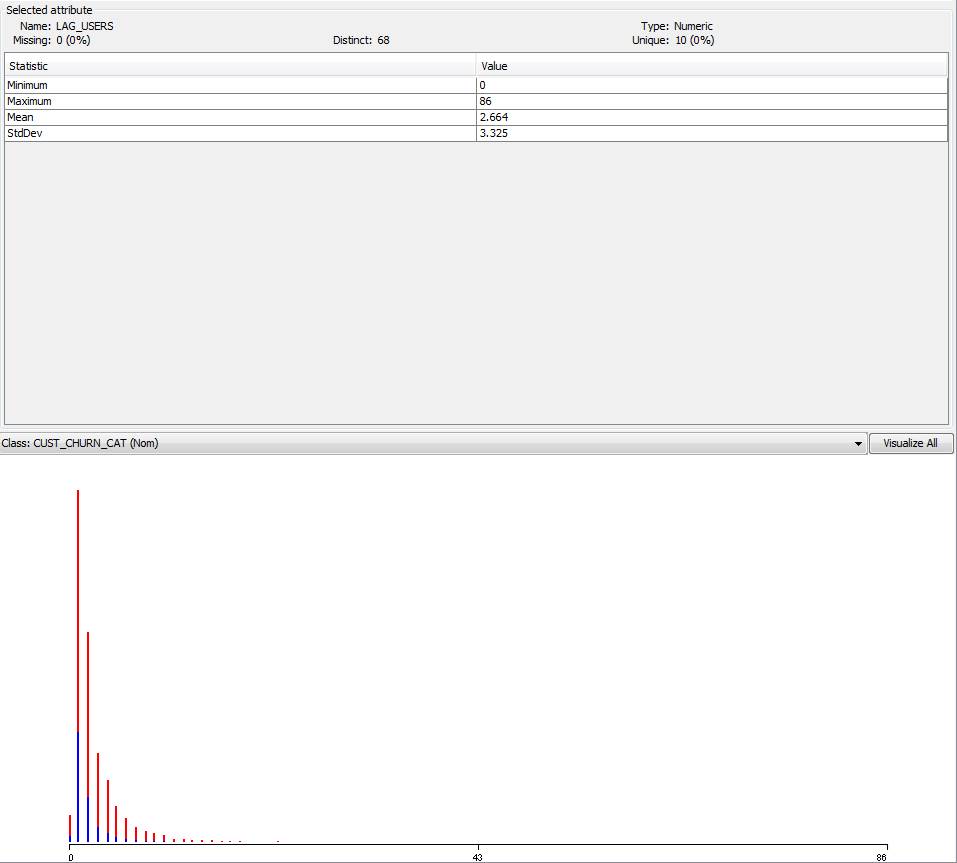 Selected attribute
Name: LAG_USERS Type: Numeric
Missing: 0 (0%) Distinct: 68 Unique: 10 (0%)
Statistic Value
Minimum 0
Maximum 86
Mean 2.664
StdDev 3.325
Class: CUST_CHURN_CAT (Nom) Visualize All
0 43 86